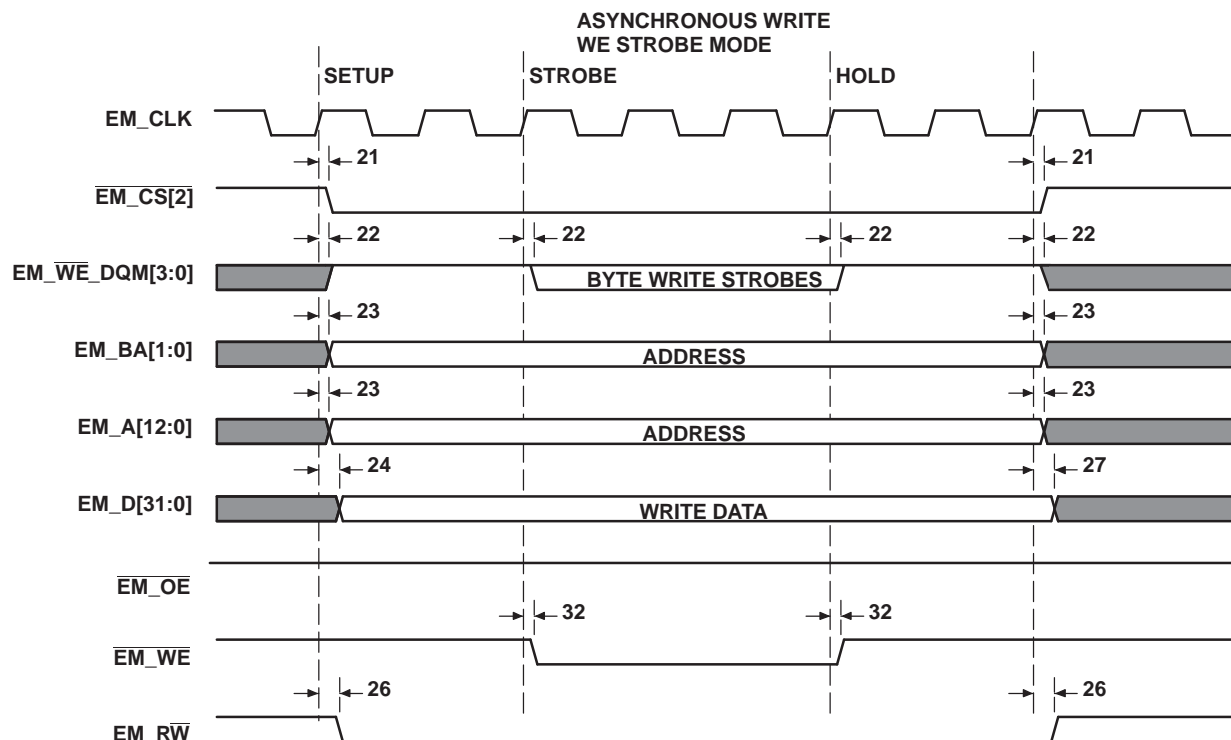 ASYNCHRONOUS WRITE
WE STROBE MODE
SETUP STROBE HOLD
EM_CLK
21 21
EM_CS[2]
22 22 22 22
EM_WE_DQM[3:0] BYTE WRITE STROBES
23 23
EM_BA[1:0] ADDRESS
23 23
EM_A[12:0] ADDRESS
24 27
EM_D[31:0] WRITE DATA
EM_OE
32 32
EM_WE
26 26
EM_RW